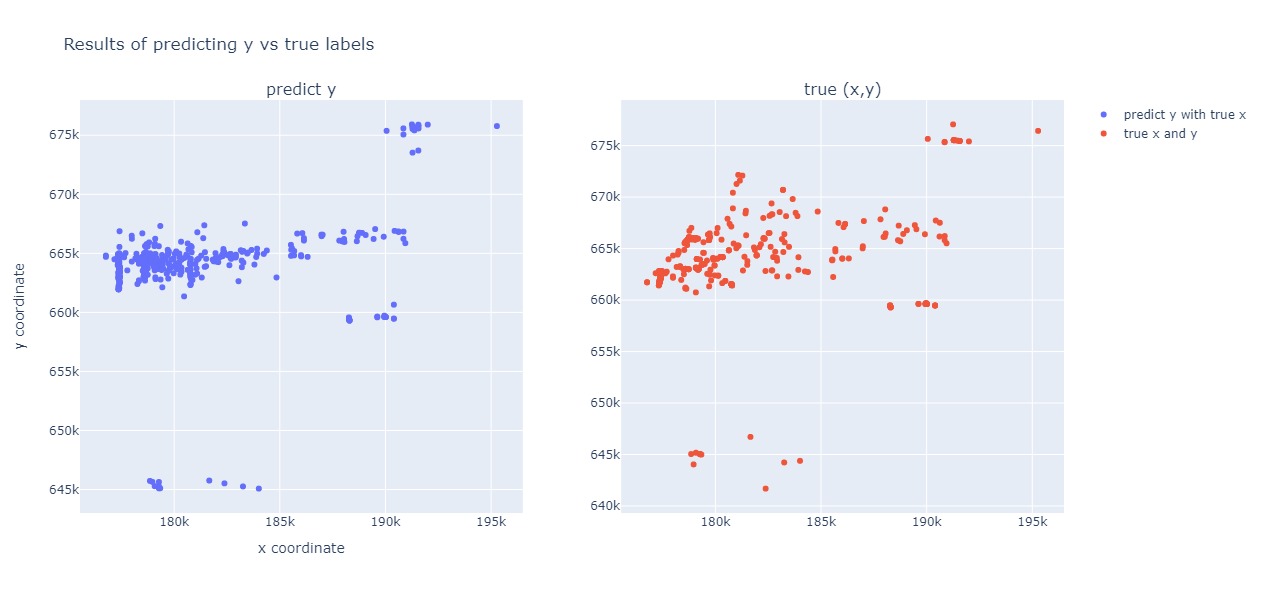 Results of predicting y vs true labels
predict y
true (x,y)
predict y with true x
true x and y
675k
670k
665k
660k
655k
650k
645k
y coordinate
180k
185k
190k
195k
x coordinate
675k
670k
665k
660k
655k
650k
645k
640k
180k
185k
190k
195k